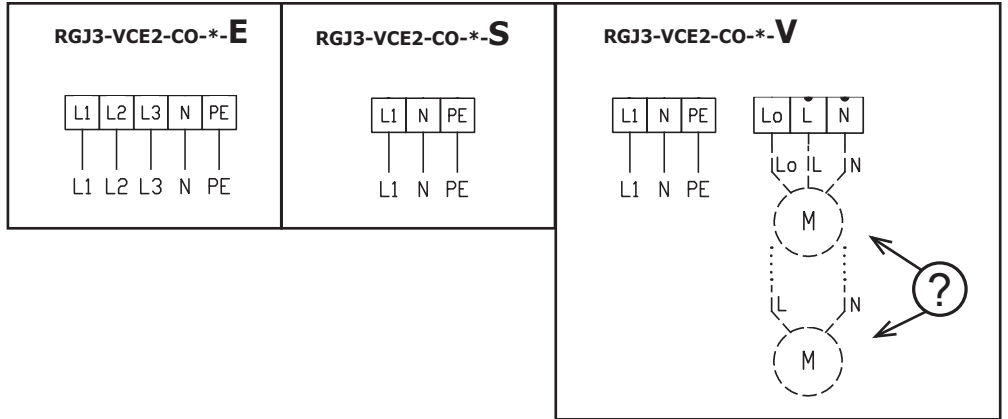 RGJ3-VCE2-CO-*-E
L1 L2 L3 N PE
L1 L2 L3 N PE
RGJ3-VCE2-CO-*-S
L1 N PE
L1 N PE
RGJ3-VCE2-CO-*-V
L1 N PE
L1 N PE
Lo L N
Lo L N
M
L N
M
?